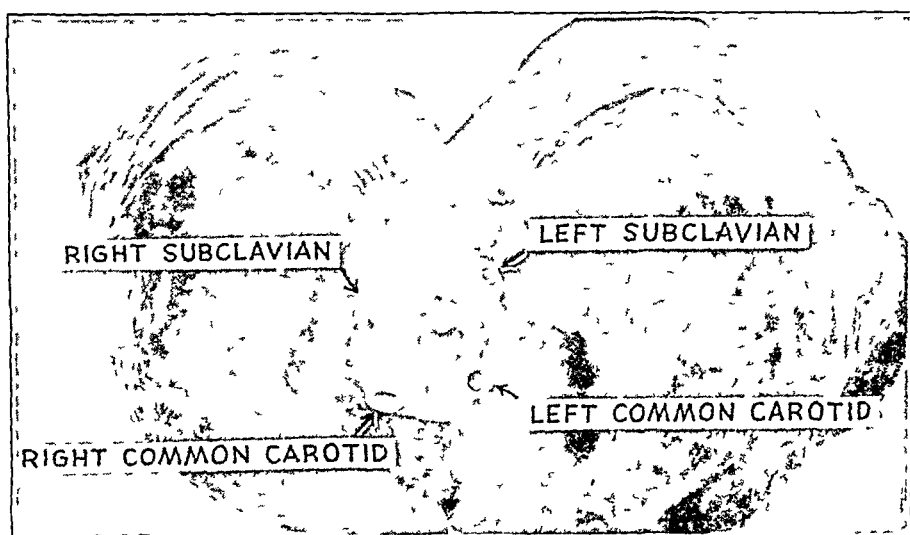 RIGHT SUBCLAVIAN
LEFT SUBCLAVIAN
LEFT COMMON CAROTID
RIGHT COMMON CAROTID